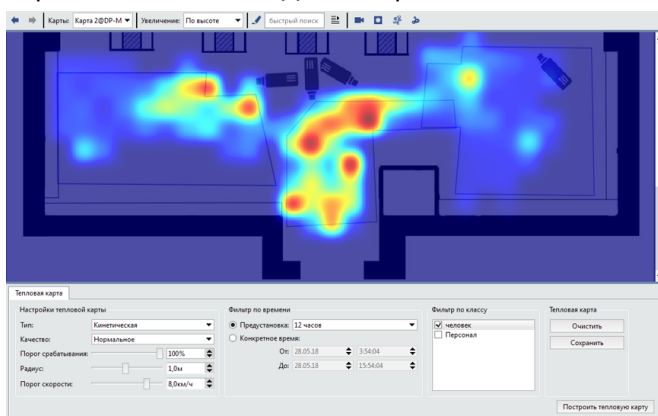 Карты: Карта 2@DP-M Увеличение: По высоте быстрый поиск
Тепловая карта
Настройки тепловой карты
Тип: Кинетическая
Качество: Нормальное
Порог срабатывания: 100%
Радиус: 1,0м
Порог скорости: 8,0км/ч
Фильтр по времени
Предустановка: 12 часов
Конкретное время:
От: 28.05.18 3:54:04
До: 28.05.18 15:54:04
Фильтр по классу
человек
Персонал
Тепловая карта
Очистить
Сохранить
Построить тепловую карту